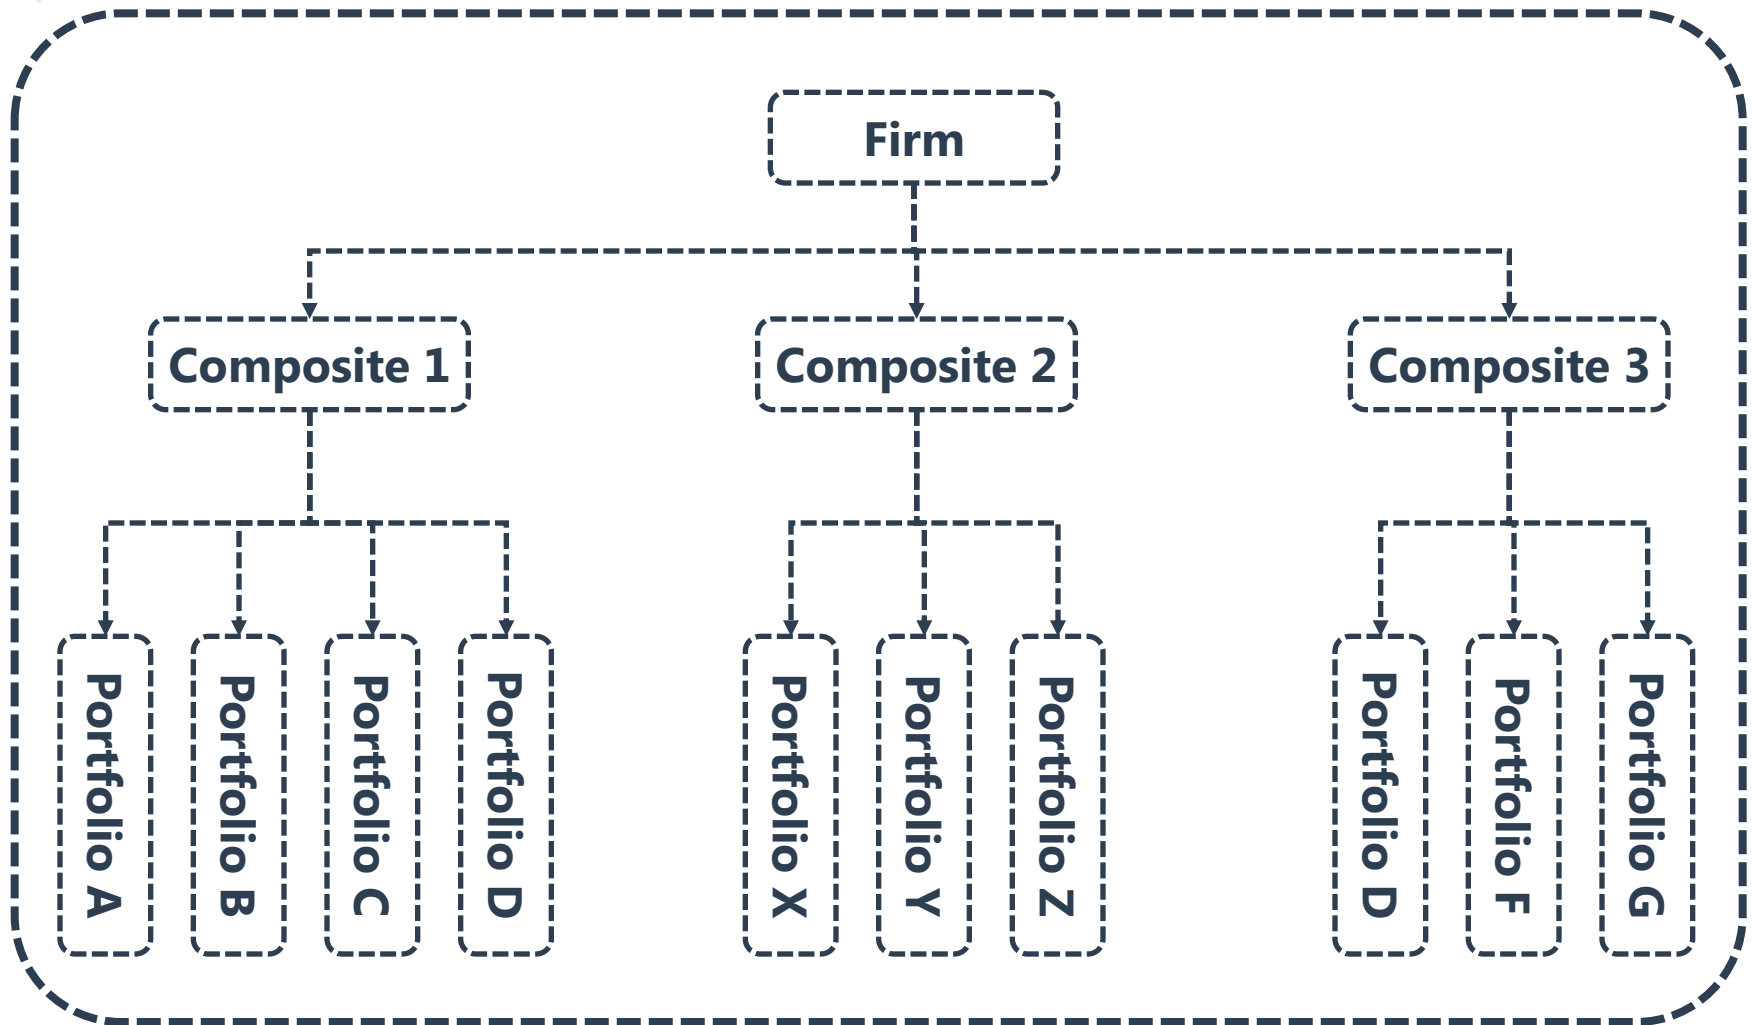 Firm
Composite 1
Composite 2
Composite 3
Portfolio A
Portfolio B
Portfolio C
Portfolio D
Portfolio X
Portfolio Y
Portfolio Z
Portfolio D
Portfolio F
Portfolio G